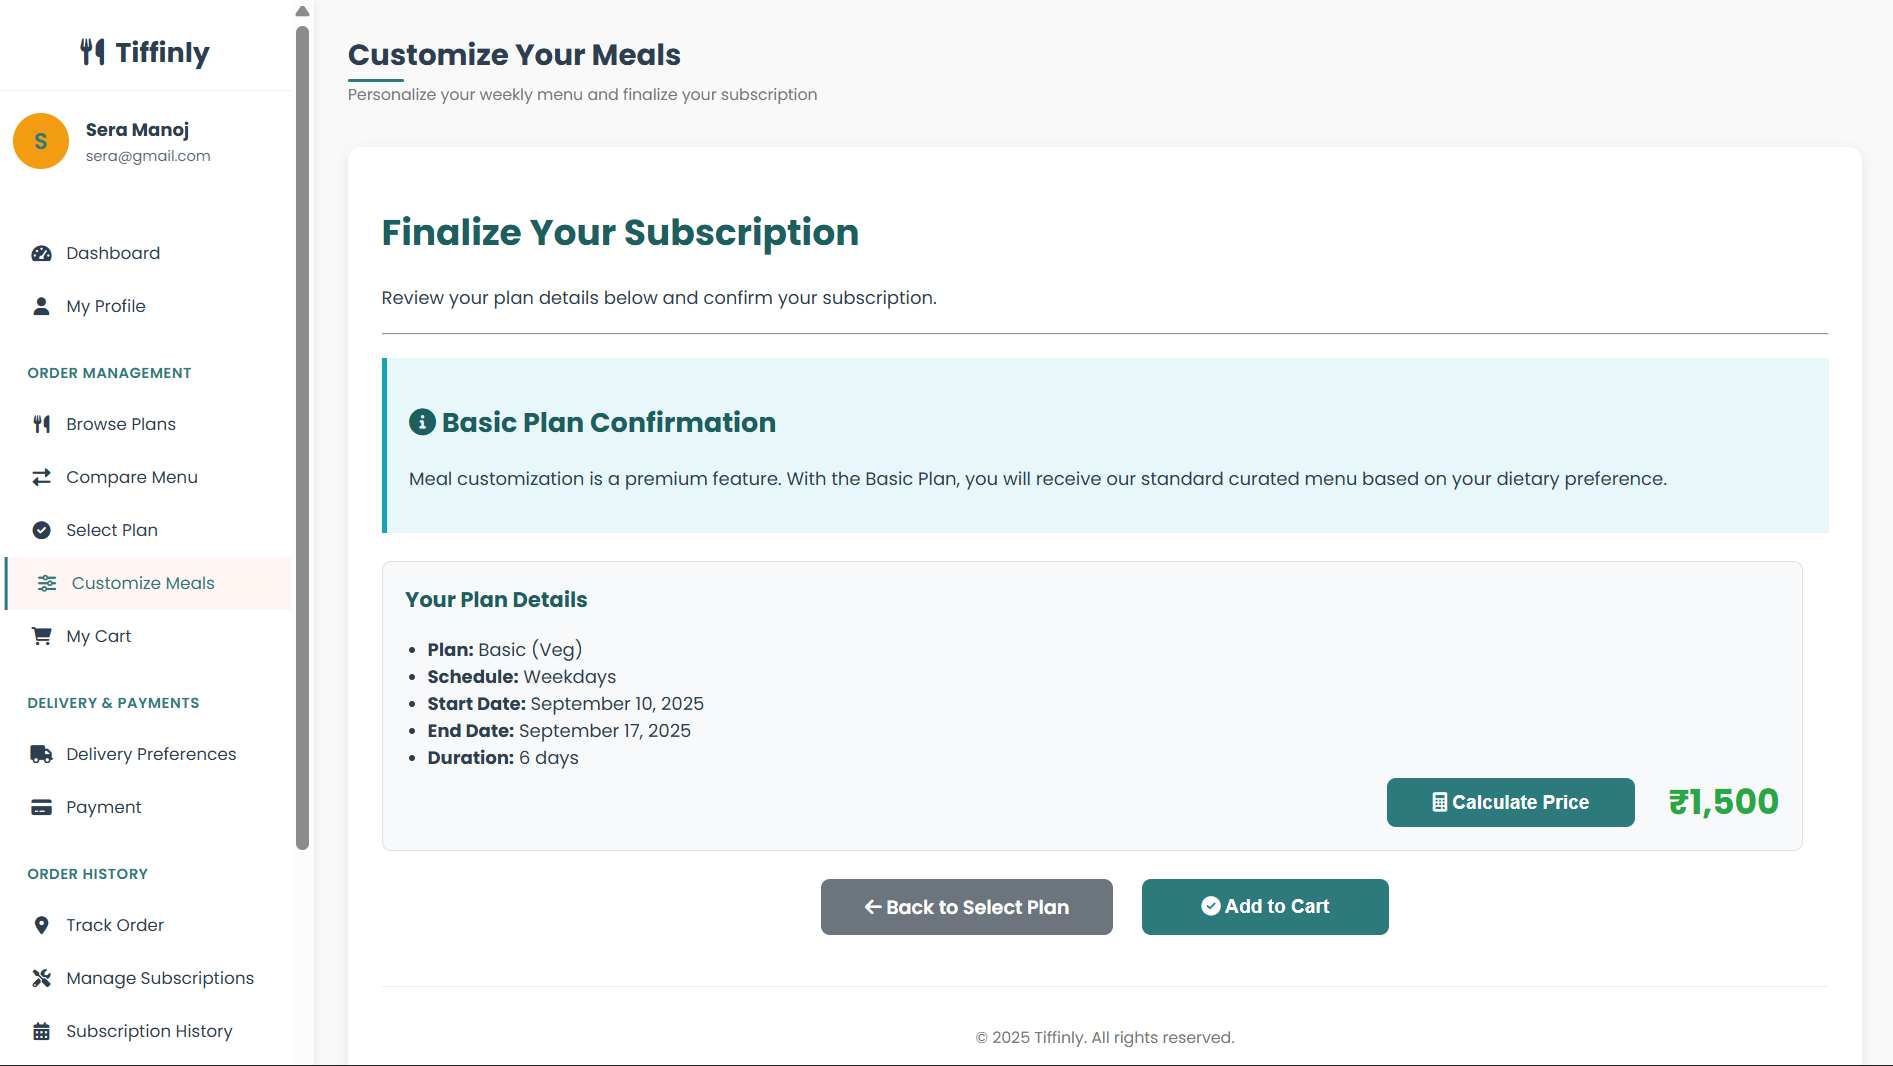 Tiffinly
S
Sera Manoj
sera@gmail.com
Dashboard
My Profile
ORDER MANAGEMENT
Browse Plans
Compare Menu
Select Plan
Customize Meals
My Cart
DELIVERY & PAYMENTS
Delivery Preferences
Payment
ORDER HISTORY
Track Order
Manage Subscriptions
Subscription History
Customize Your Meals
Personalize your weekly menu and finalize your subscription
Finalize Your Subscription
Review your plan details below and confirm your subscription.
Basic Plan Confirmation
Meal customization is a premium feature. With the Basic Plan, you will receive our standard curated menu based on your dietary preference.
Your Plan Details
• Plan: Basic (Veg)
• Schedule: Weekdays
• Start Date: September 10, 2025
• End Date: September 17, 2025
• Duration: 6 days
Calculate Price ₹1,500
Back to Select Plan
Add to Cart
© 2025 Tiffinly. All rights reserved.